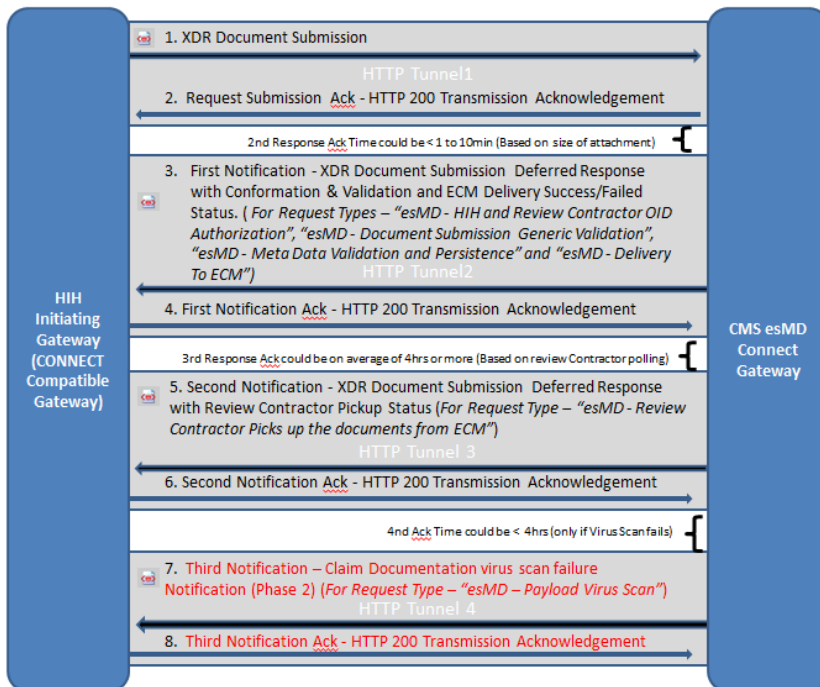 1. XDR Document Submission
HTTP Tunnel1
2. Request Submission Ack - HTTP 200 Transmission Acknowledgement
2nd Response Ack Time could be < 1 to 10min (Based on size of attachment)
3. First Notification - XDR Document Submission Deferred Response
with Conformation & Validation and ECM Delivery Success/Failed
Status. ( For Request Types – “esMD - HIH and Review Contractor OID
Authorization”, “esMD - Document Submission Generic Validation”,
“esMD - Meta Data Validation and Persistence” and “esMD - Delivery
To ECM”)
HTTP Tunnel2
4. First Notification Ack - HTTP 200 Transmission Acknowledgement
HIH
Initiating
Gateway
(CONNECT
Compatible
Gateway)
CMS esMD
Connect
Gateway
3rd Response Ack could be on average of 4hrs or more (Based on review Contractor polling)
5. Second Notification - XDR Document Submission Deferred Response
with Review Contractor Pickup Status (For Request Type – “esMD - Review
Contractor Picks up the documents from ECM”)
HTTP Tunnel 3
6. Second Notification Ack - HTTP 200 Transmission Acknowledgement
4nd Ack Time could be < 4hrs (only if Virus Scan fails)
7. Third Notification – Claim Documentation virus scan failure
Notification (Phase 2) (For Request Type – “esMD – Payload Virus Scan”)
HTTP Tunnel 4
8. Third Notification Ack - HTTP 200 Transmission Acknowledgement